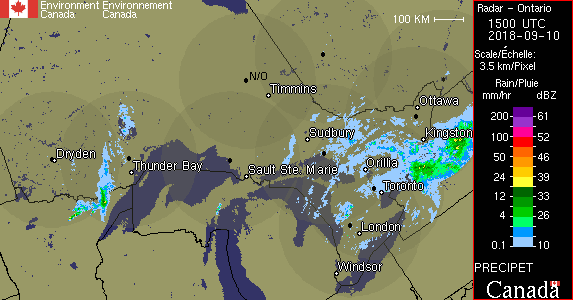 Environment Environnement
Canada Canada
100 KM
N/O
Timmins
Ottawa
Sudbury
Kingston
Dryden
Thunder Bay
Sault Ste. Marie
Orillia
Toronto
London
Windsor
Radar - Ontario
1500 UTC
2018-09-10
Scale/Échelle:
3.5 km/Pixel
Rain/Pluie
mm/hr dBZ
200 61
100 52
50 46
24 39
12 33
4 26
0.1 10
PRECIPET
Canada